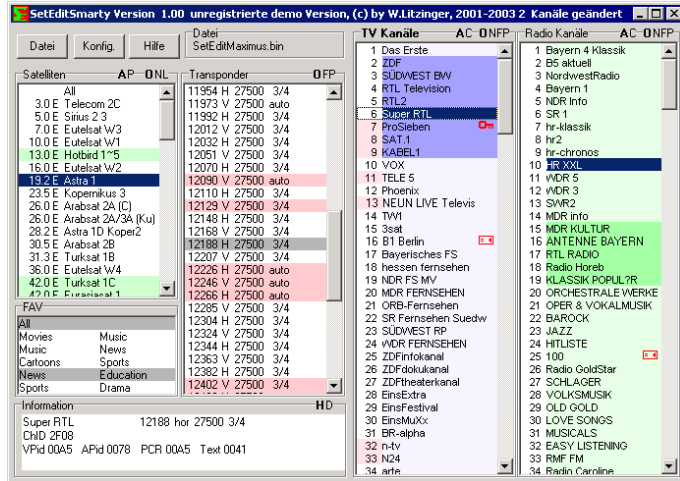 SetEditSmarty Version 1.00 unregistrierte demo Version, (c) by W.Litzinger, 2001-2003 2 Kanäle geändert
Datei
Konfig.
Hilfe
Datei
SetEditMaximus.bin
Satelliten AP ONL
All
3.0 E Telecom 2C
5.0 E Sirius 2 3
7.0 E Eutelsat W3
10.0 E Eutelsat W1
13.0 E Hotbird 1~5
16.0 E Eutelsat W2
19.2 E Astra 1
23.5 E Kopernikus 3
26.0 E Arabsat 2A (C)
26.0 E Arabsat 2A/3A (Ku)
28.2 E Astra 1D Koper2
30.5 E Arabsat 2B
31.3 E Turksat 1B
36.0 E Eutelsat W4
42.0 E Turksat 1C
42.0 E Eurasiasat 1
Transponder OFP
11954 H 27500 3/4
11973 V 27500 auto
11992 H 27500 3/4
12012 V 27500 3/4
12032 H 27500 3/4
12051 V 27500 3/4
12070 H 27500 3/4
12090 V 27500 auto
12110 H 27500 3/4
12129 V 27500 3/4
12148 H 27500 3/4
12168 V 27500 3/4
12188 H 27500 3/4
12207 V 27500 3/4
12226 H 27500 auto
12246 V 27500 auto
12266 H 27500 auto
12285 V 27500 3/4
12304 H 27500 3/4
12324 V 27500 3/4
12344 H 27500 3/4
12363 V 27500 3/4
12382 H 27500 3/4
12402 V 27500 3/4
FAV
All
Movies Music
Music News
Cartoons Sports
News Education
Sports Drama
Information HD
Super RTL 12188 hor 27500 3/4
ChID 2F08
VPid 00A5 APid 0078 PCR 00A5 Text 0041
TV Kanäle AC ONFP
1 Das Erste
2 ZDF
3 SÜDWEST BW
4 RTL Television
5 RTL2
6 Super RTL
7 ProSieben
8 SAT.1
9 KABEL1
10 VOX
11 TELE 5
12 Phoenix
13 NEUN LIVE Televis
14 TW1
15 3sat
16 B1 Berlin
17 Bayerisches FS
18 hessen fernsehen
19 NDR FS MV
20 MDR FERNSEHEN
21 ORB-Fernsehen
22 SR Fernsehen Suedw
23 SÜDWEST RP
24 WDR FERNSEHEN
25 ZDFinfokanal
26 ZDFdokukanal
27 ZDFtheaterkanal
28 EinsExtra
29 EinsFestival
30 EinsMuXx
31 BR-alpha
32 n-tv
33 N24
34 arte
Radio Kanäle AC ONFP
1 Bayern 4 Klassik
2 B5 aktuell
3 NordwestRadio
4 Bayern 1
5 NDR Info
6 SR 1
7 hr-klassik
8 hr2
9 hr-chronos
10 HR XXL
11 WDR 5
12 WDR 3
13 SWR2
14 MDR info
15 MDR KULTUR
16 ANTENNE BAYERN
17 RTL RADIO
18 Radio Horeb
19 KLASSIK POPUL?R
20 ORCHESTRALE WERKE
21 OPER & VOKALMUSIK
22 BAROCK
23 JAZZ
24 HITLISTE
25 100
26 Radio GoldStar
27 SCHLAGER
28 VOLKSMUSIK
29 OLD GOLD
30 LOVE SONGS
31 MUSICALS
32 EASY LISTENING
33 RMF FM
34 Radio Caroline